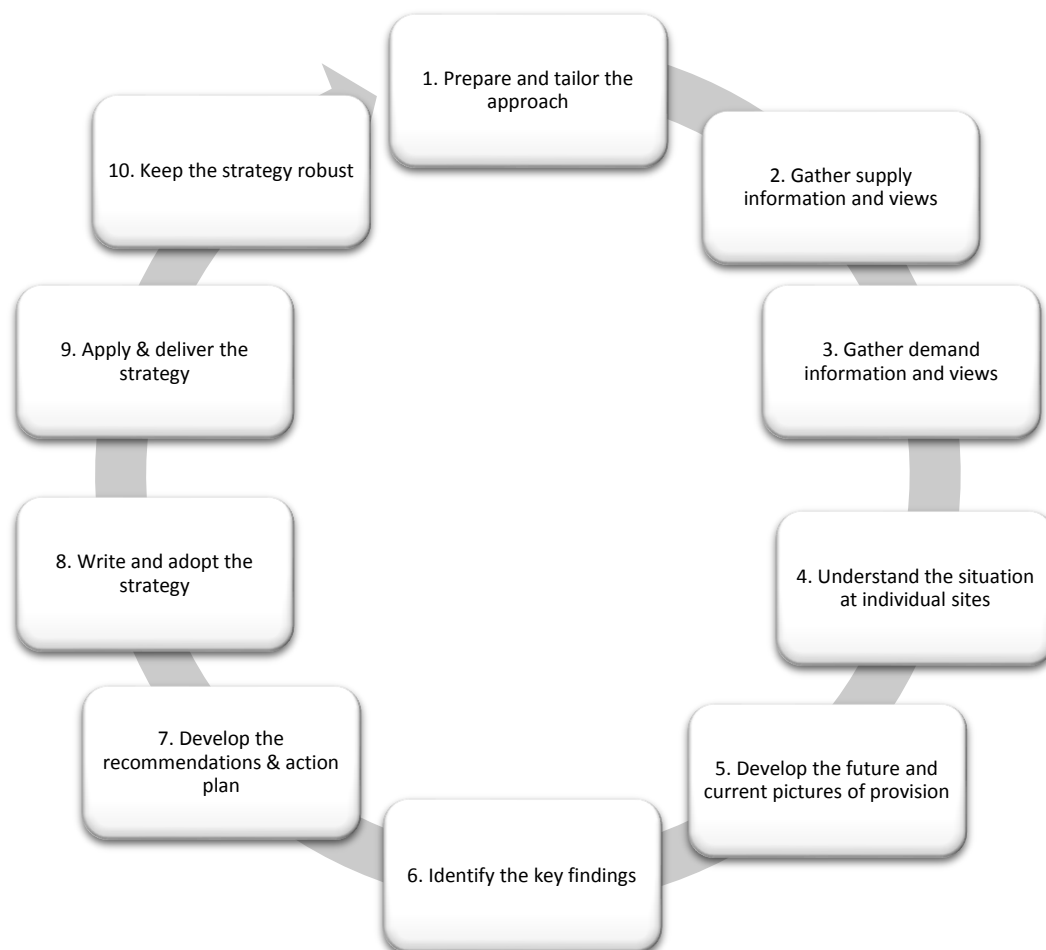 1. Prepare and tailor the
approach
2. Gather supply
information and views
3. Gather demand
information and views
4. Understand the situation
at individual sites
5. Develop the future and
current pictures of provision
6. Identify the key findings
7. Develop the
recommendations & action
plan
8. Write and adopt the
strategy
9. Apply & deliver the
strategy
10. Keep the strategy robust